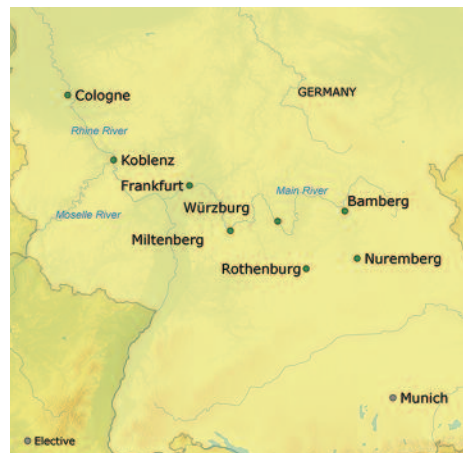 GERMANY
Cologne
Rhine River
Koblenz
Frankfurt
Main River
Würzburg
Bamberg
Moselle River
Miltenberg
Nuremberg
Rothenburg
Munich
Elective